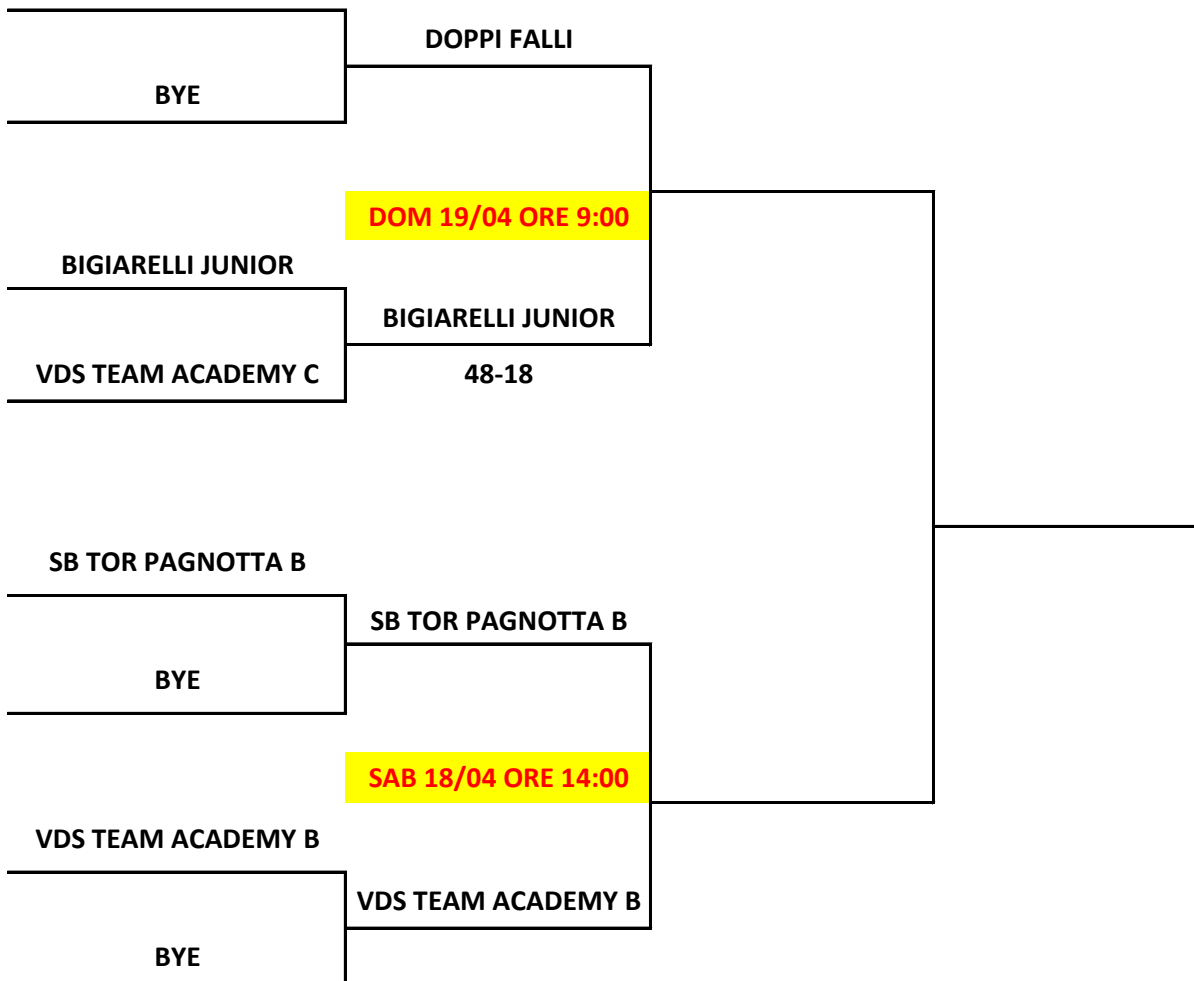 DOPPI FALLI
BYE
DOM 19/04 ORE 9:00
BIGIARELLI JUNIOR
BIGIARELLI JUNIOR
VDS TEAM ACADEMY C
48-18
SB TOR PAGNOTTA B
SB TOR PAGNOTTA B
BYE
SAB 18/04 ORE 14:00
VDS TEAM ACADEMY B
VDS TEAM ACADEMY B
BYE